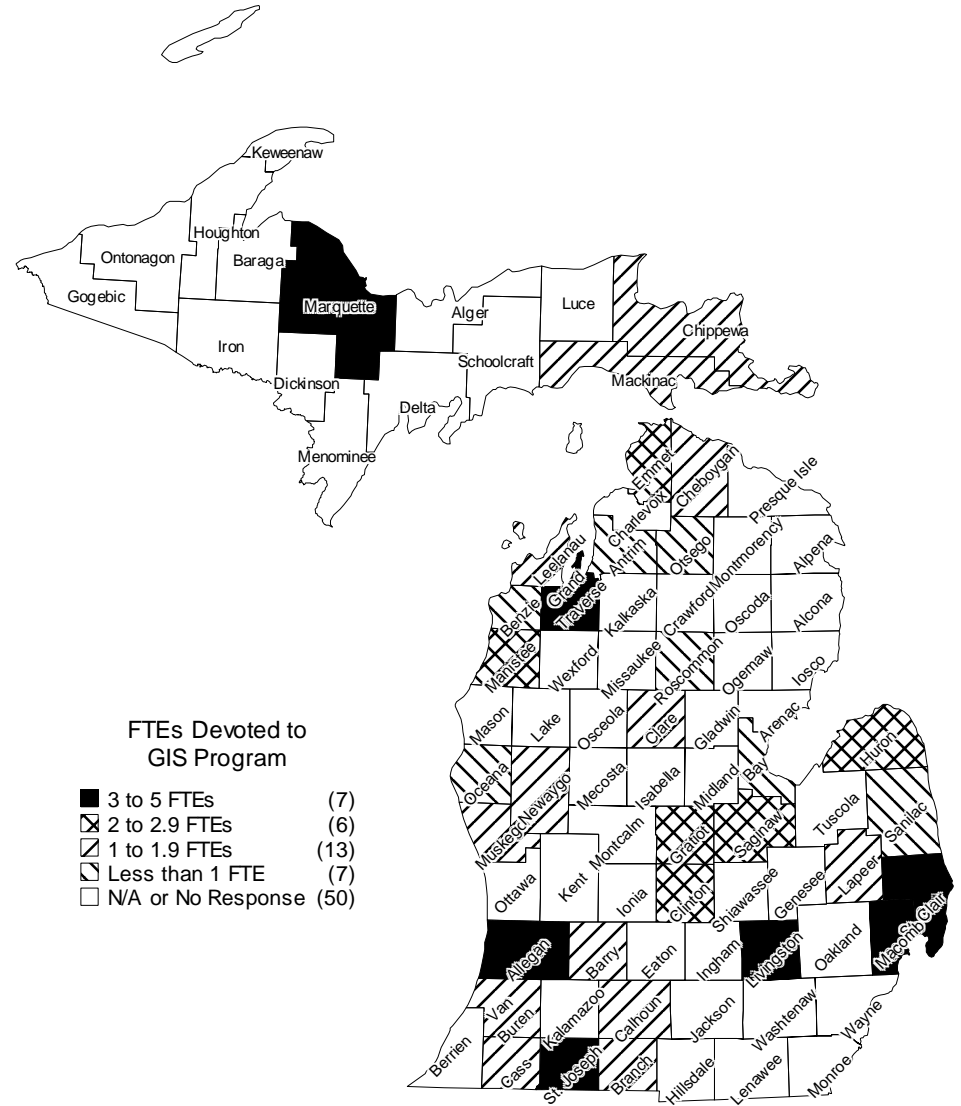 Keweenaw
Houghton
Ontonagon
Baraga
Gogebic
Marquette
Alger
Luce
Chippewa
Iron
Schoolcraft
Dickinson
Mackinac
Delta
Menominee
Emmet
Cheboygan
Presque Isle
Charlevoix
Leelanau
Antrim
Otsego
Montmorency
Alpena
Benzie
Grand
Traverse
Kalkaska
Crawford
Oscoda
Alcona
Manistee
Wexford
Missaukee
Roscommon
Ogemaw
Iosco
Mason
Lake
Osceola
Clare
Gladwin
Arenac
Huron
Oceana
Newaygo
Mecosta
Isabella
Midland
Bay
Tuscola
Sanilac
Muskego
Montcalm
Gratiot
Saginaw
Lapeer
Ottawa
Kent
Ionia
Clinton
Shiawassee
Genesee
St. Clair
Macomb
Allegan
Barry
Eaton
Ingham
Livingston
Oakland
Van
Buren
Kalamazoo
Calhoun
Jackson
Washtenaw
Wayne
Berrien
Cass
St. Joseph
Branch
Hillsdale
Lenawee
Monroe
FTEs Devoted to
GIS Program
3 to 5 FTEs (7)
2 to 2.9 FTEs (6)
1 to 1.9 FTEs (13)
Less than 1 FTE (7)
N/A or No Response (50)